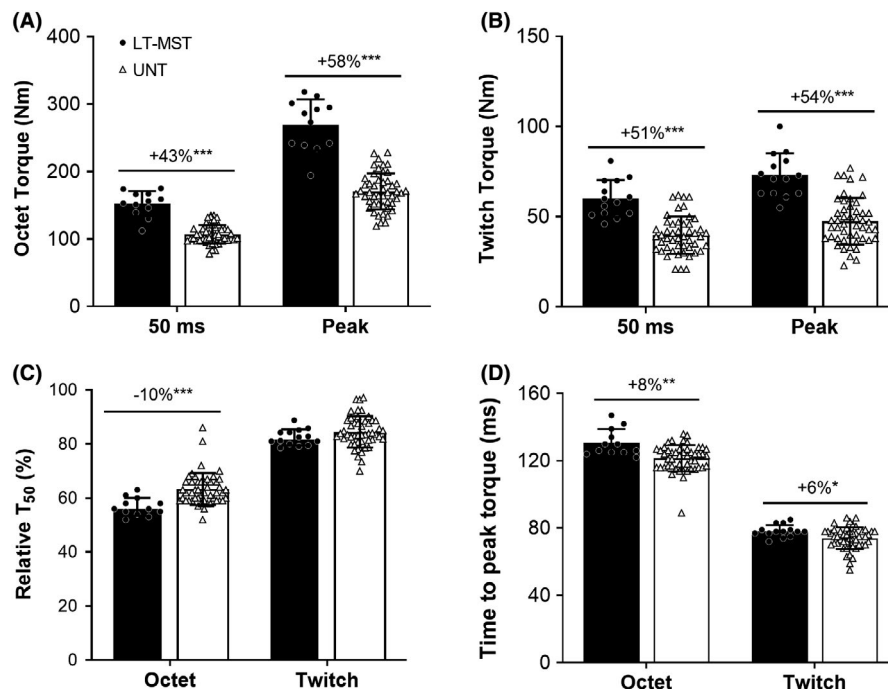 (A)
Octet Torque (Nm)
400
300
200
100
0
LT-MST
UNT
+43%***
+58%***
50 ms
Peak
(B)
Twitch Torque (Nm)
150
100
50
0
+51%***
+54%***
50 ms
Peak
(C)
Relative T50 (%)
100
80
60
40
20
0
-10%***
Octet
Twitch
(D)
Time to peak torque (ms)
160
120
80
40
0
+8%**
+6%*
Octet
Twitch